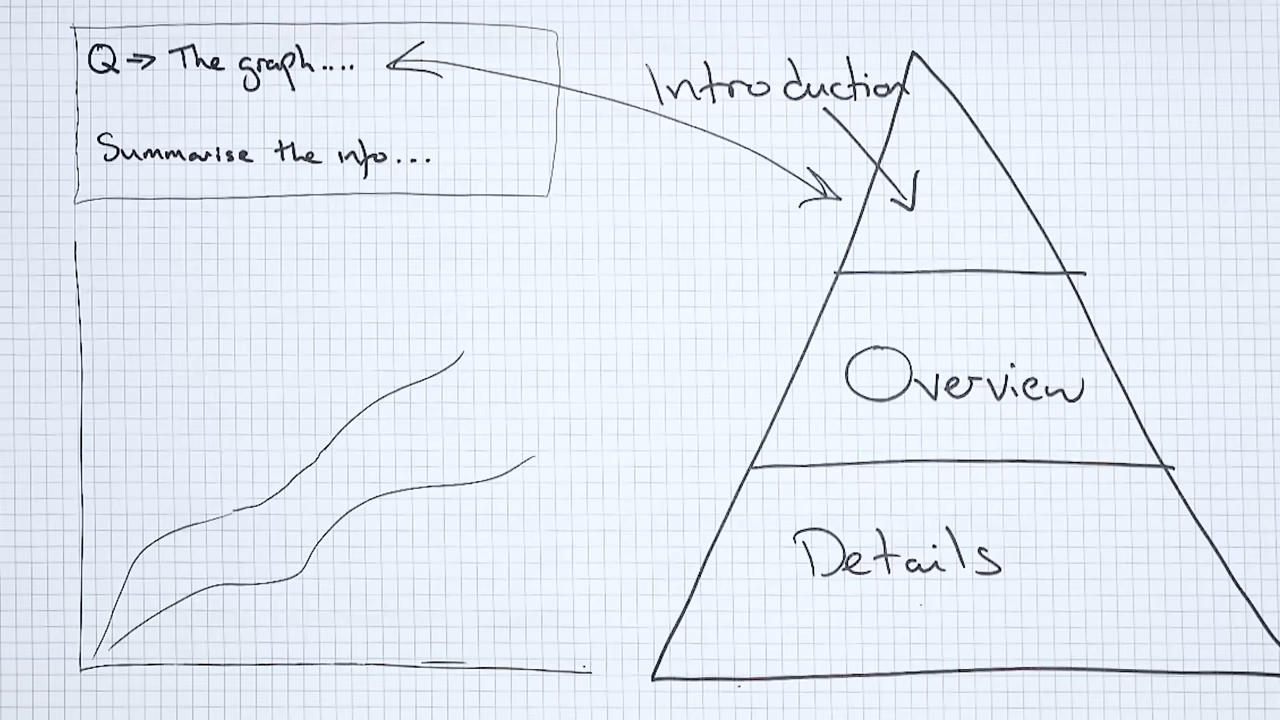 Q → The graph....
Summarise the info...
Introduction
Overview
Details